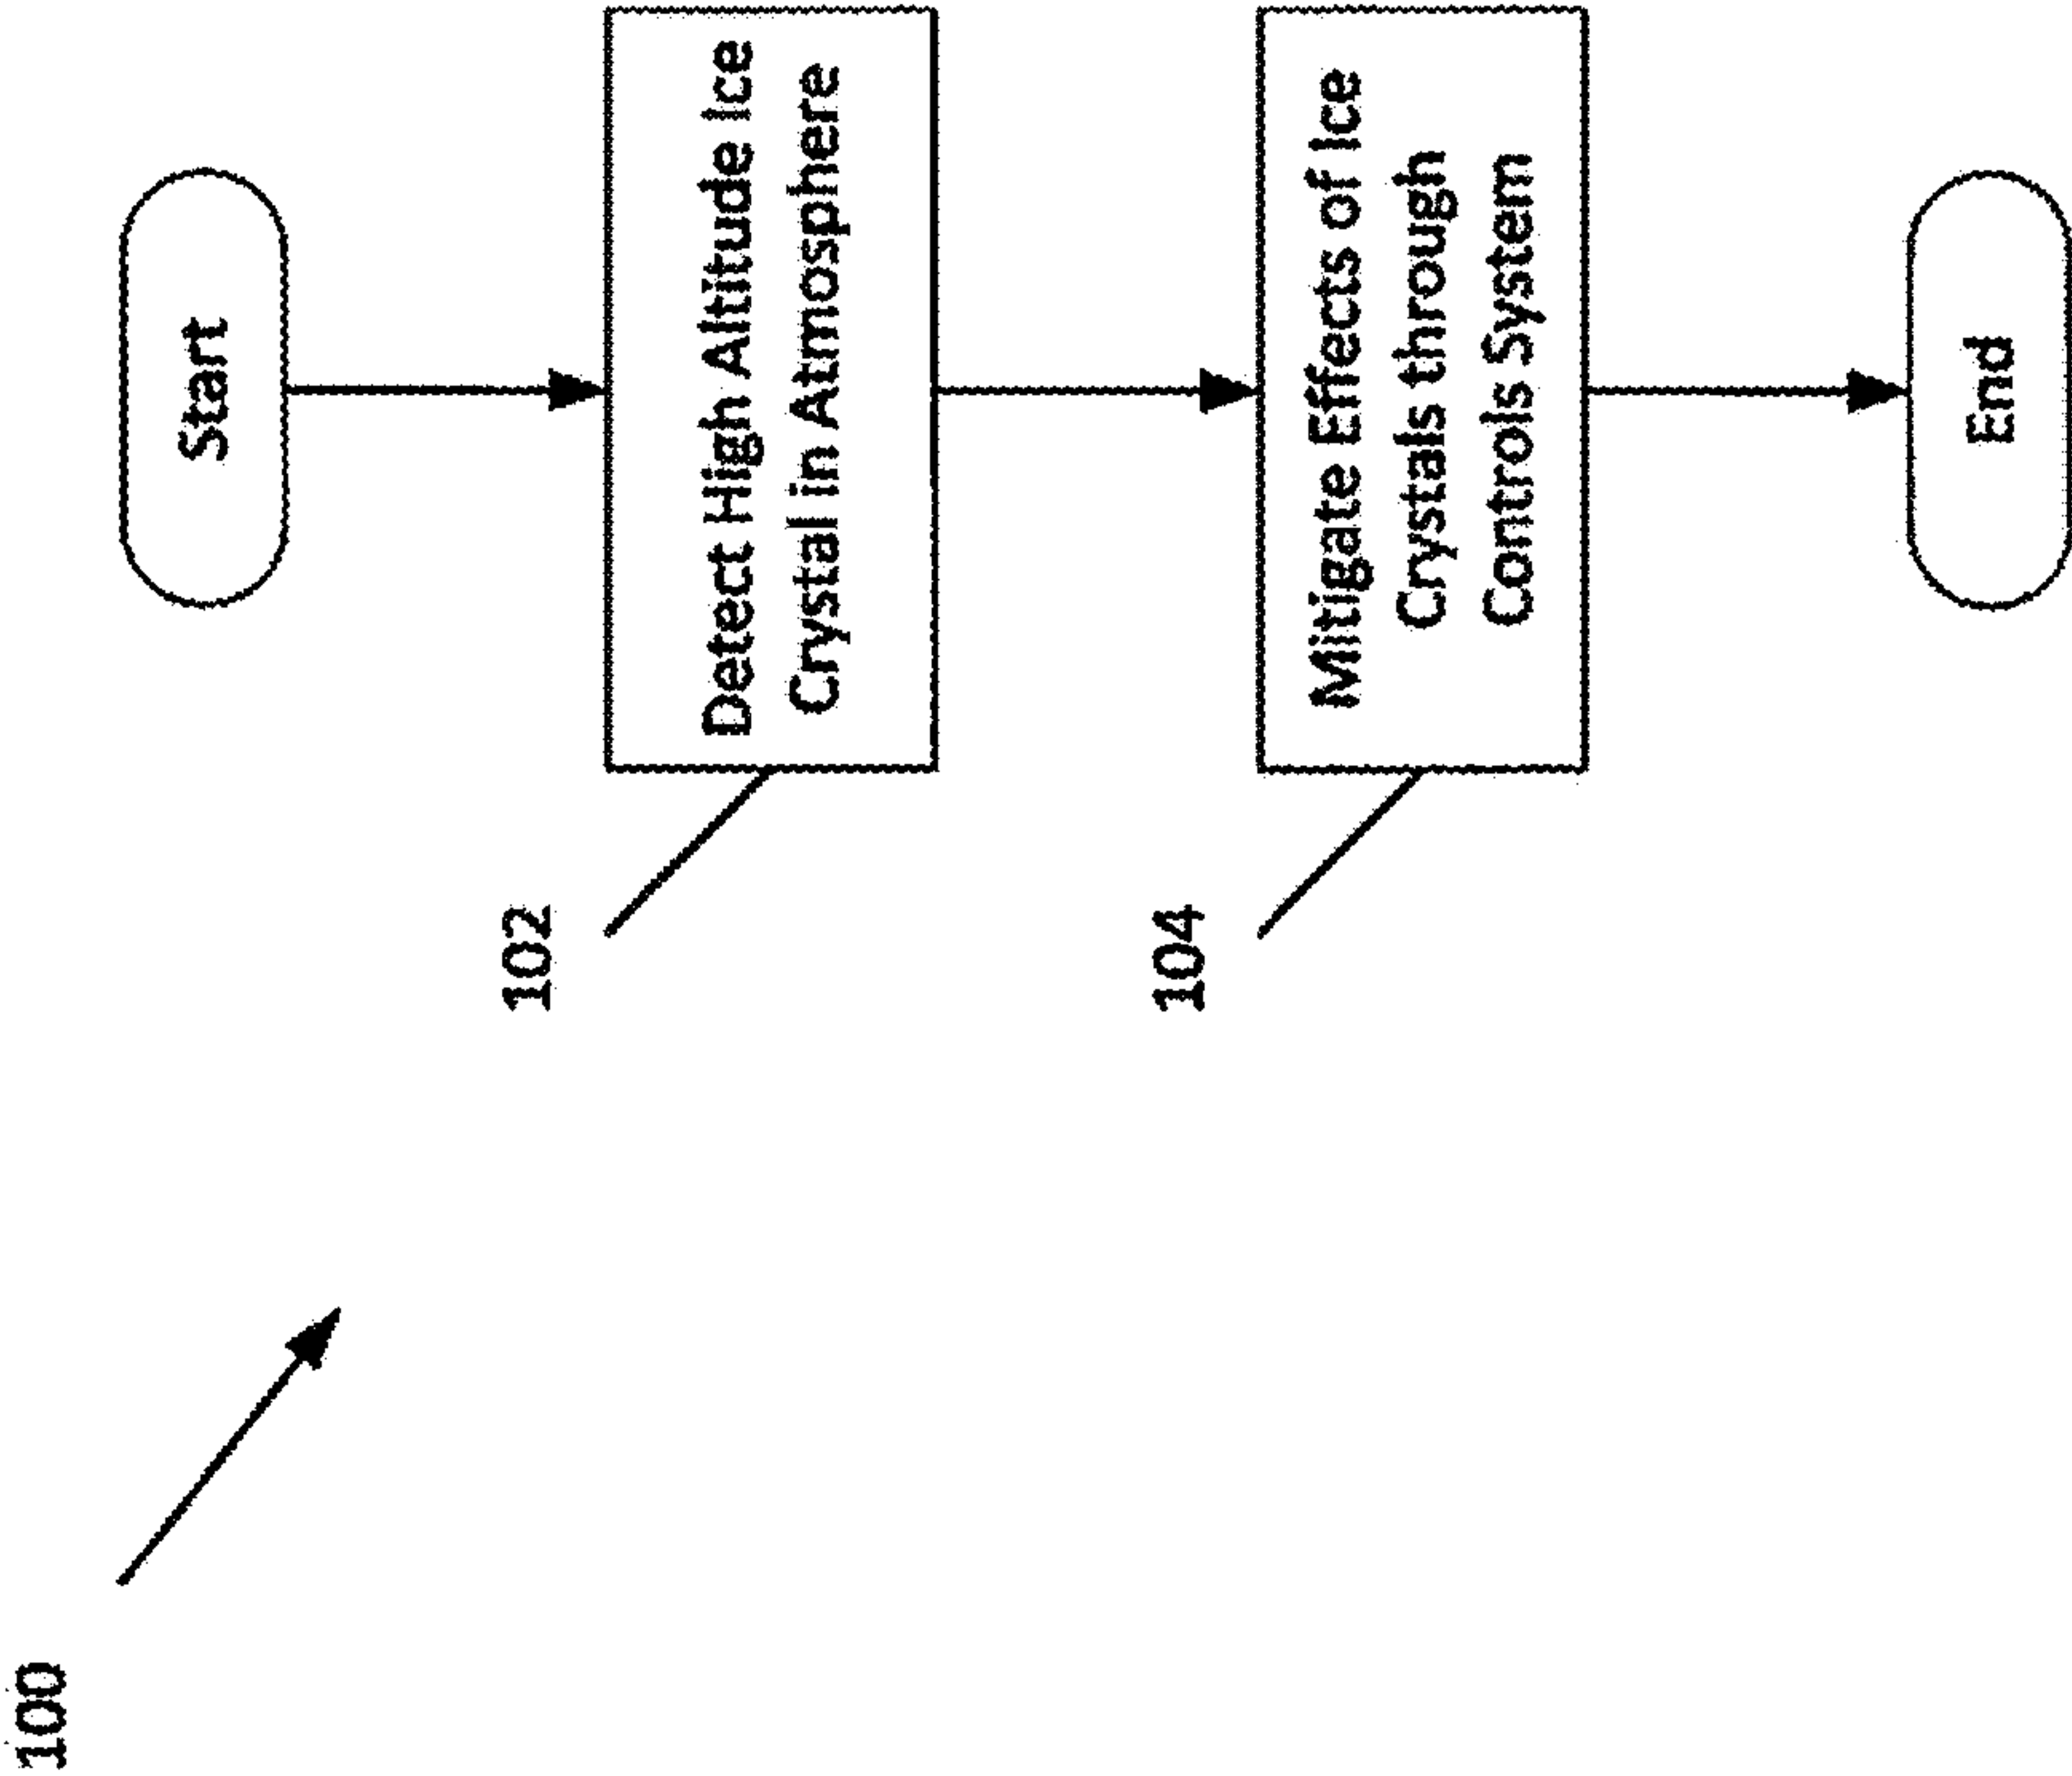 100
Start
102
Detect High Altitude Ice
Crystal in Atmosphere
104
Mitigate Effects of Ice
Crystals through
Controls System
End